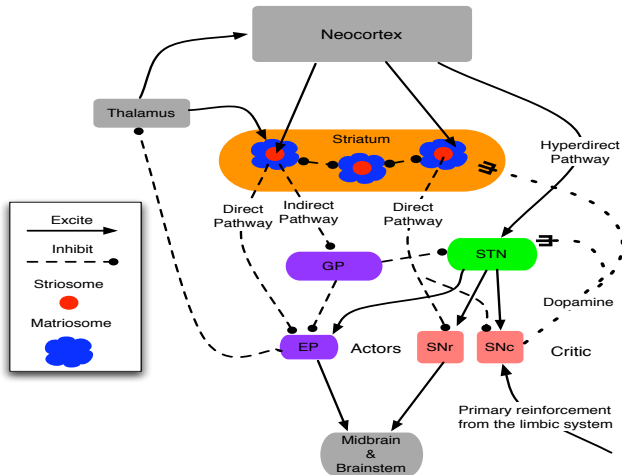 Neocortex
Thalamus
Striatum
Hyperdirect
Pathway
Direct
Pathway
Indirect
Pathway
Direct
Pathway
Excite
Inhibit
Striosome
Matriosome
GP
STN
Dopamine
EP
Actors
SNr
SNc
Critic
Primary reinforcement
from the limbic system
Midbrain
&
Brainstem